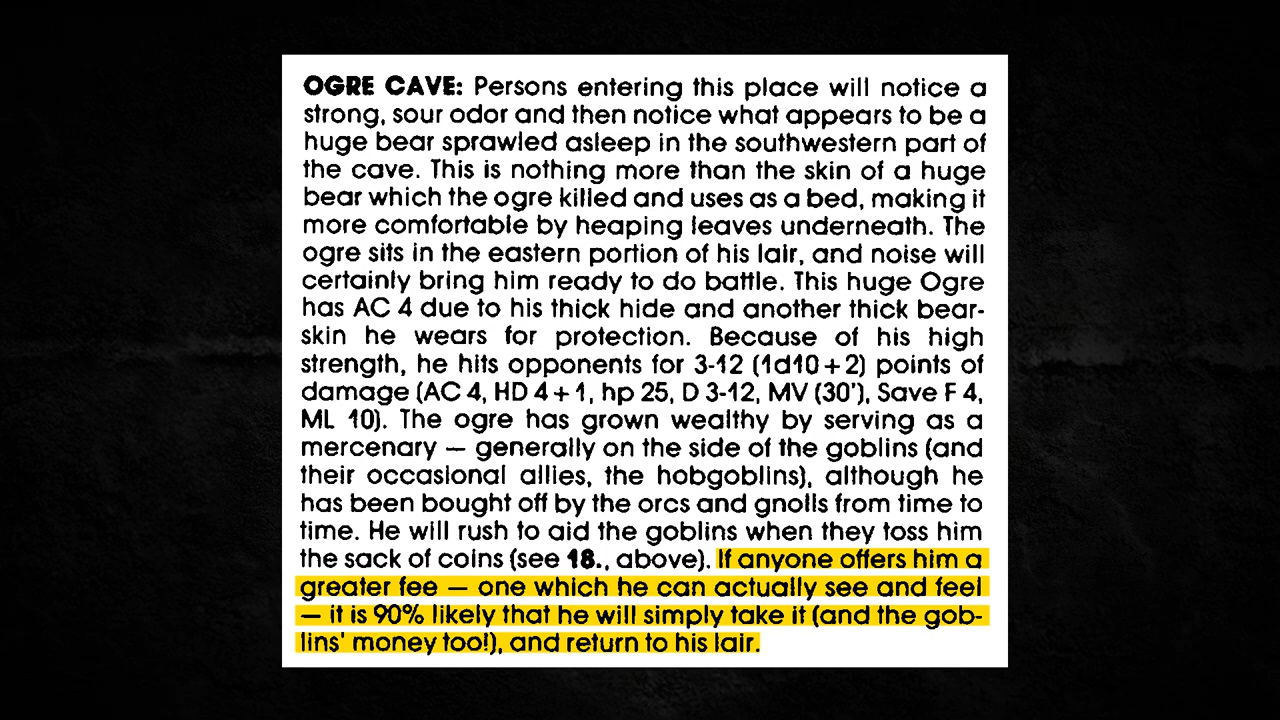 OGRE CAVE: Persons entering this place will notice a
strong, sour odor and then notice what appears to be a
huge bear sprawled asleep in the southwestern part of
the cave. This is nothing more than the skin of a huge
bear which the ogre killed and uses as a bed, making it
more comfortable by heaping leaves underneath. The
ogre sits in the eastern portion of his lair, and noise will
certainly bring him ready to do battle. This huge Ogre
has AC 4 due to his thick hide and another thick bear-
skin he wears for protection. Because of his high
strength, he hits opponents for 3-12 (1d10 + 2) points of
damage (AC 4, HD 4 + 1, hp 25, D 3-12, MV (30'), Save F 4,
ML 10). The ogre has grown wealthy by serving as a
mercenary — generally on the side of the goblins (and
their occasional allies, the hobgoblins), although he
has been bought off by the orcs and gnolls from time to
time. He will rush to aid the goblins when they toss him
the sack of coins (see 18., above). If anyone offers him a
greater fee — one which he can actually see and feel
— it is 90% likely that he will simply take it (and the gob-
lins' money too!), and return to his lair.